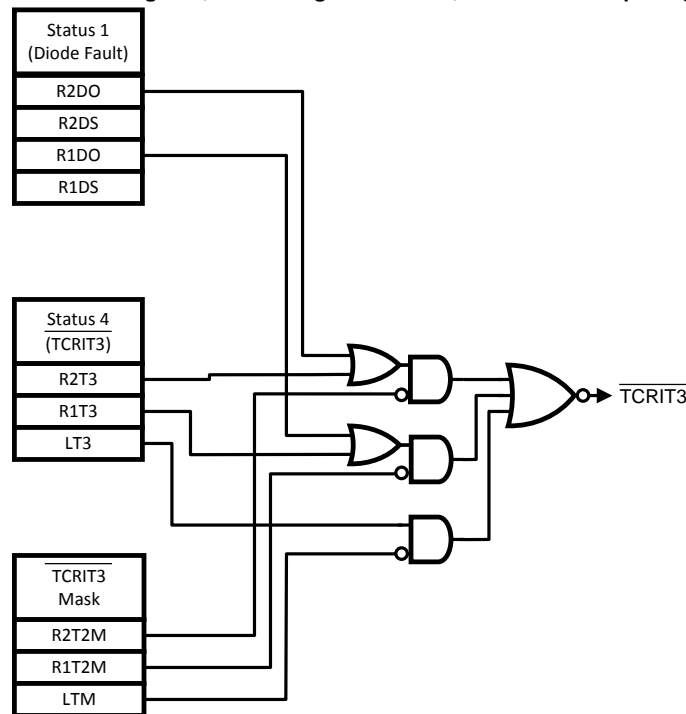 Status 1
(Diode Fault)
R2DO
R2DS
R1DO
R1DS
Status 4
(TCRIT3)
R2T3
R1T3
LT3
TCRIT3
TCRIT3
Mask
R2T2M
R1T2M
LTM